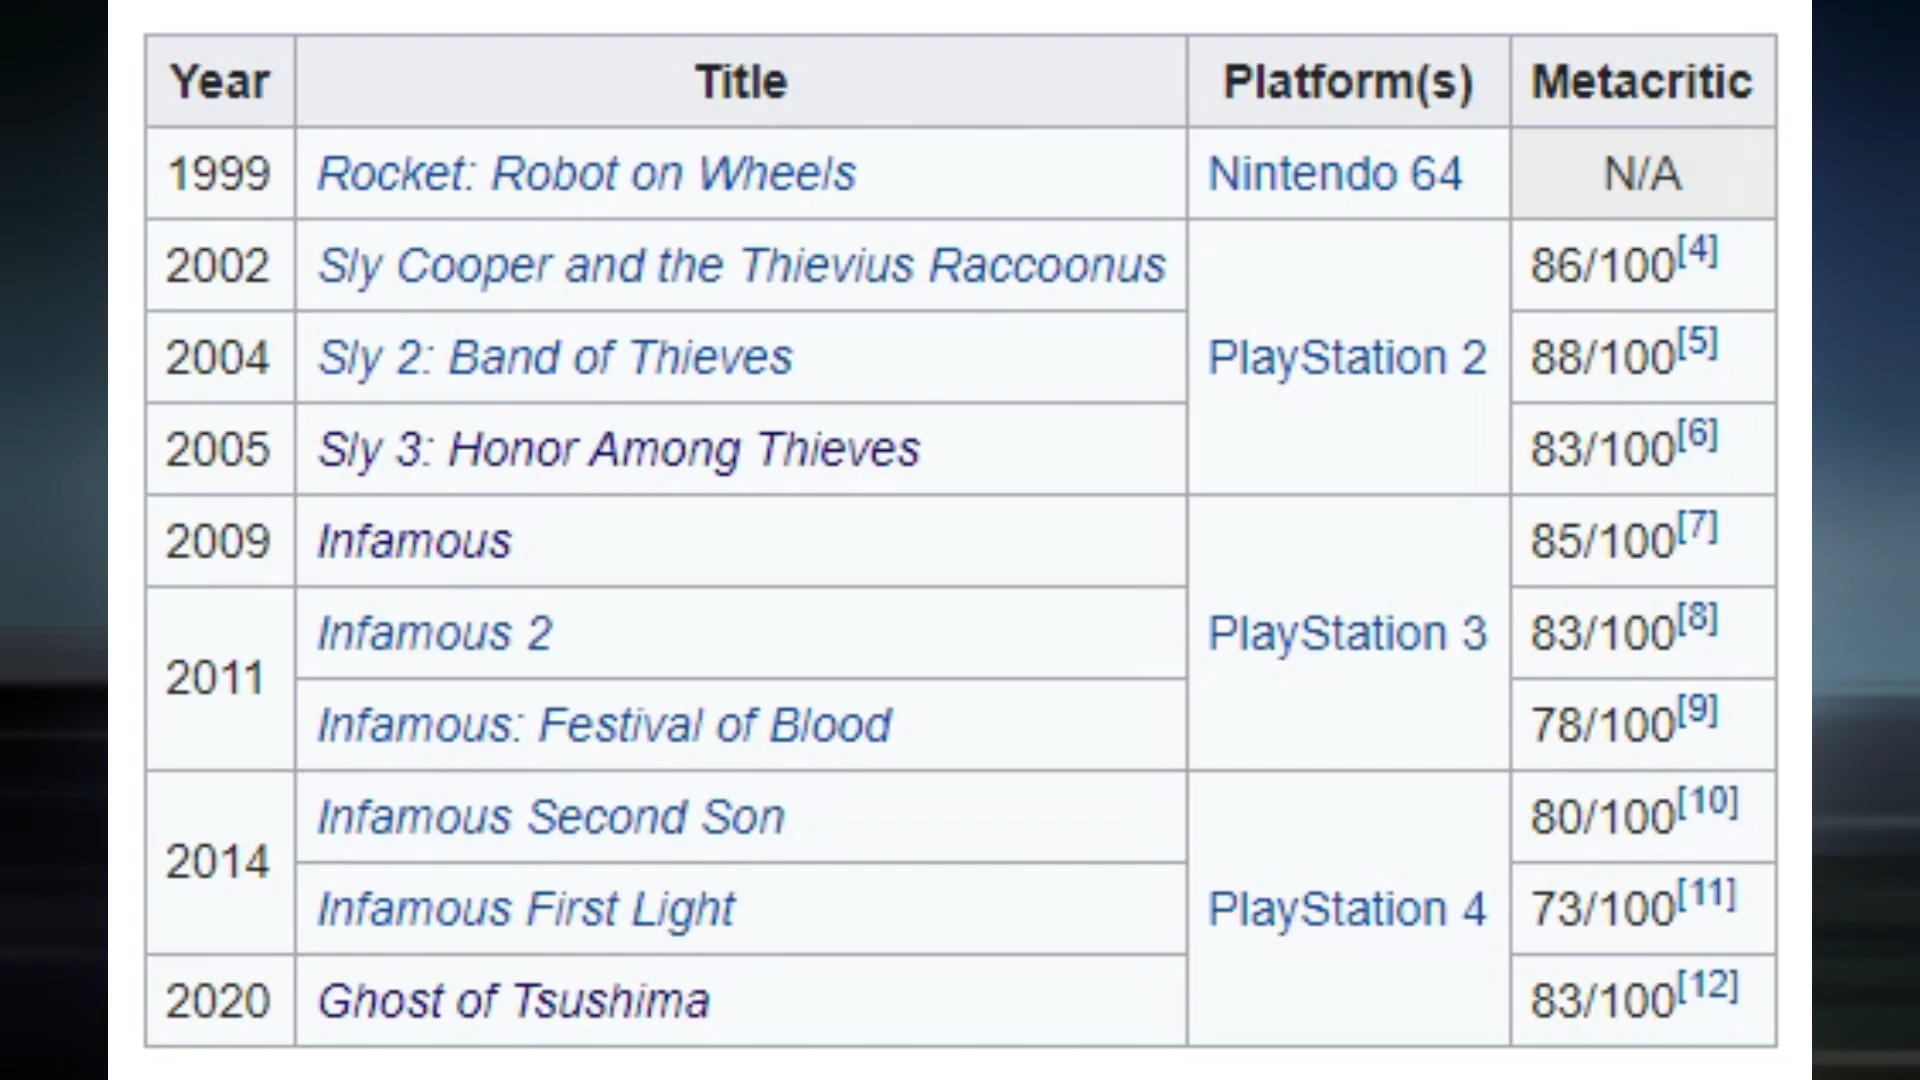 Year Title Platform(s) Metacritic
1999 Rocket: Robot on Wheels Nintendo 64 N/A
2002 Sly Cooper and the Thievius Raccoonus 86/100[4]
2004 Sly 2: Band of Thieves PlayStation 2 88/100[5]
2005 Sly 3: Honor Among Thieves 83/100[6]
2009 Infamous 85/100[7]
Infamous 2 PlayStation 3 83/100[8]
2011
Infamous: Festival of Blood 78/100[9]
Infamous Second Son 80/100[10]
2014
Infamous First Light PlayStation 4 73/100[11]
2020 Ghost of Tsushima 83/100[12]